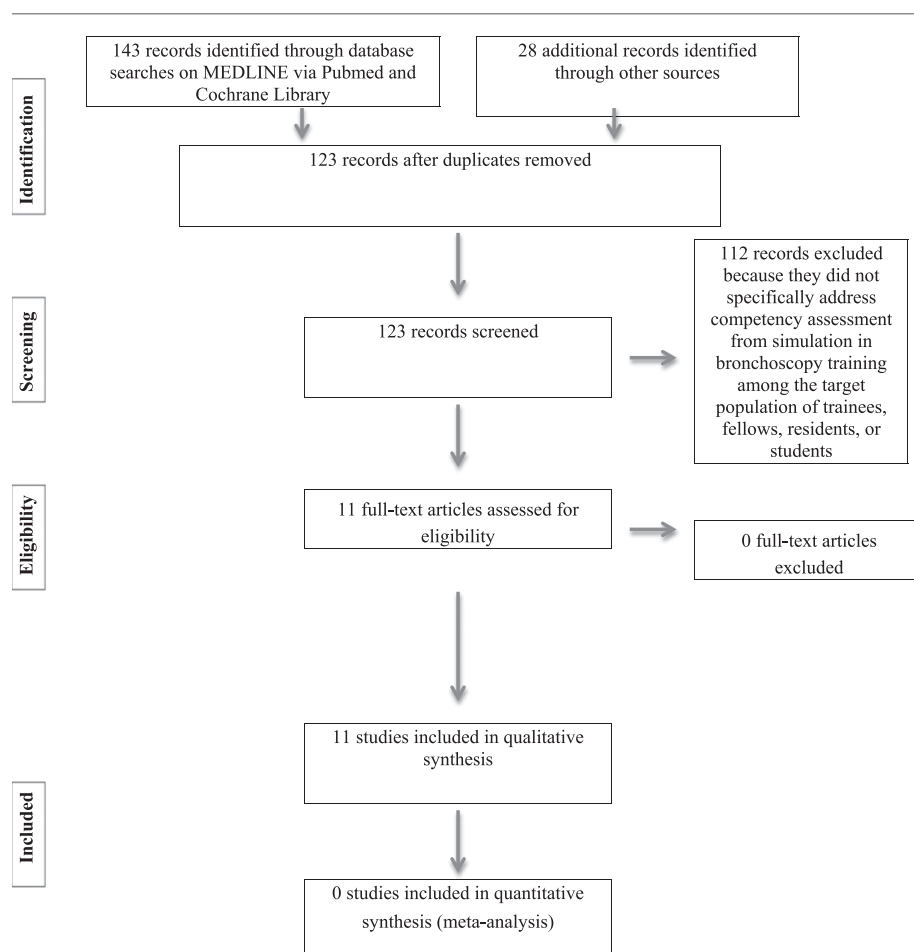 143 records identified through database
searches on MEDLINE via Pubmed and
Cochrane Library
28 additional records identified
through other sources
Identification
123 records after duplicates removed
112 records excluded
because they did not
specifically address
competency assessment
from simulation in
bronchoscopy training
among the target
population of trainees,
fellows, residents, or
students
Screening
123 records screened
Eligibility
11 full-text articles assessed for
eligibility
0 full-text articles
excluded
11 studies included in qualitative
synthesis
Included
0 studies included in quantitative
synthesis (meta-analysis)